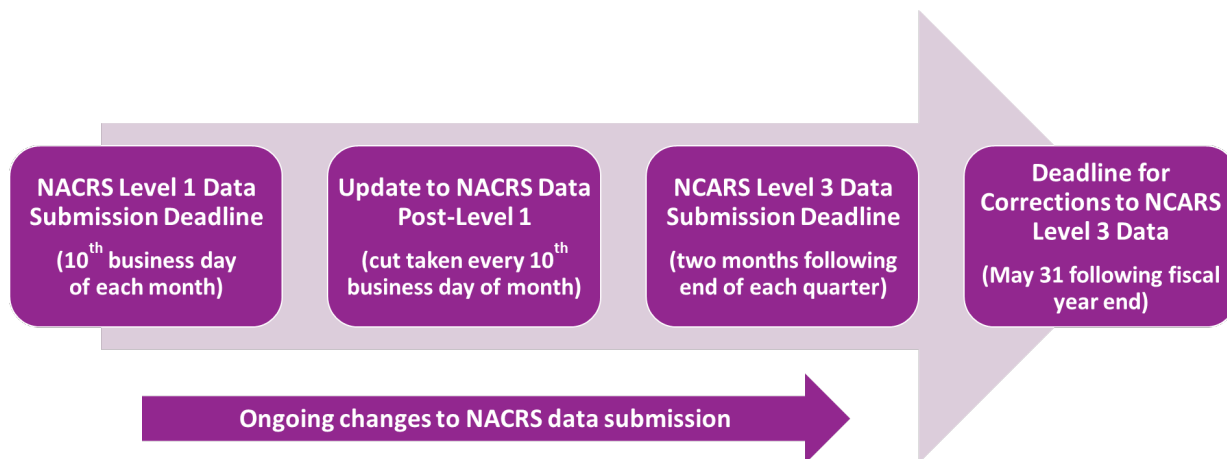 NACRS Level 1 Data
Submission Deadline
(10th business day
of each month)
Update to NACRS Data
Post-Level 1
(cut taken every 10th
business day of month)
NCARS Level 3 Data
Submission Deadline
(two months following
end of each quarter)
Deadline for
Corrections to NCARS
Level 3 Data
(May 31 following fiscal
year end)
Ongoing changes to NACRS data submission